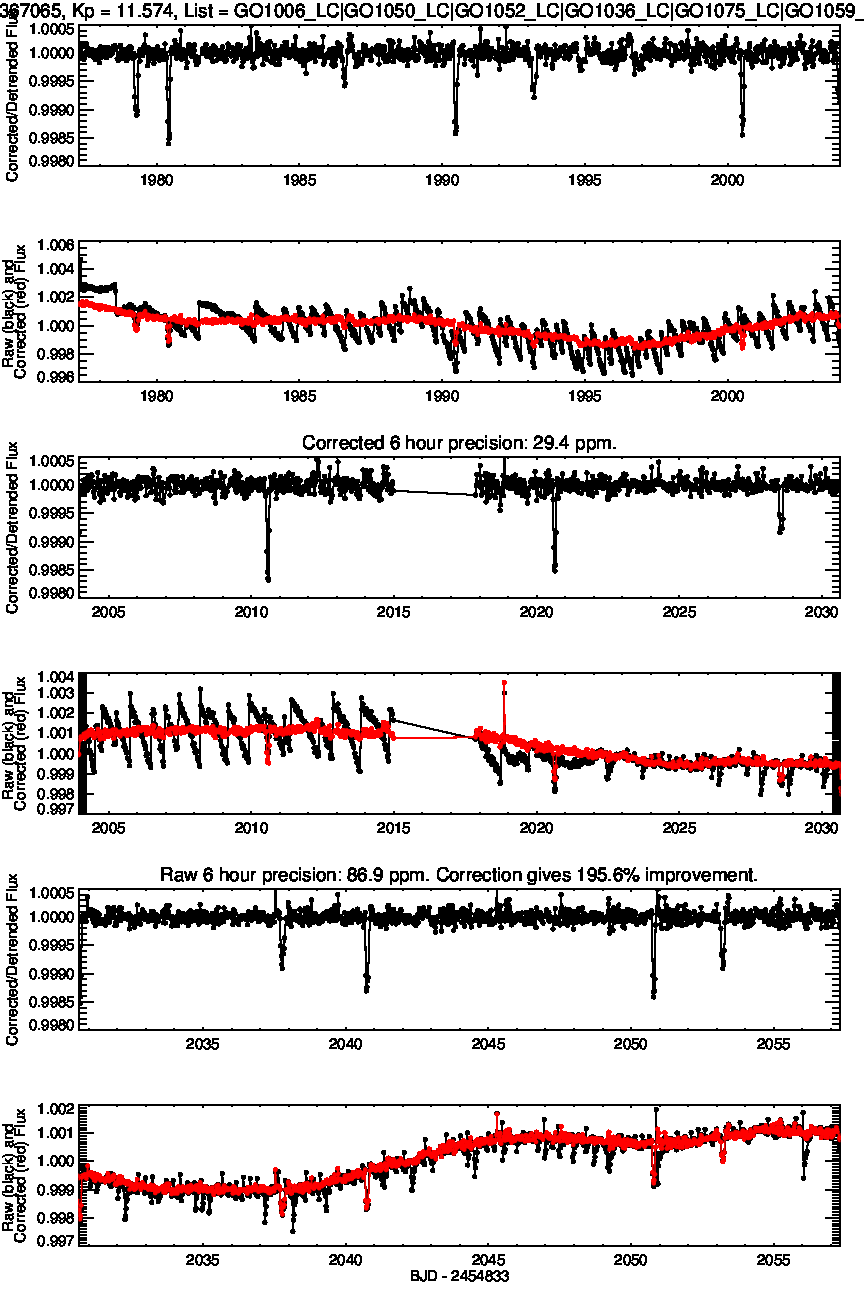 367065, Kp = 11.574, List = GO1006_LC|GO1050_LC|GO1052_LC|GO1036_LC|GO1075_LC|GO1059_
Corrected/Detrended Flux
1.0005
1.0000
0.9995
0.9990
0.9985
0.9980
1980 1985 1990 1995 2000
Raw (black) and
Corrected (red) Flux
1.006
1.004
1.002
1.000
0.998
0.996
1980 1985 1990 1995 2000
Corrected 6 hour precision: 29.4 ppm.
Corrected/Detrended Flux
1.0005
1.0000
0.9995
0.9990
0.9985
0.9980
2005 2010 2015 2020 2025 2030
Raw (black) and
Corrected (red) Flux
1.004
1.003
1.002
1.001
1.000
0.999
0.998
0.997
2005 2010 2015 2020 2025 2030
Raw 6 hour precision: 86.9 ppm. Correction gives 195.6% improvement.
Corrected/Detrended Flux
1.0005
1.0000
0.9995
0.9990
0.9985
0.9980
2035 2040 2045 2050 2055
Raw (black) and
Corrected (red) Flux
1.002
1.001
1.000
0.999
0.998
0.997
2035 2040 2045 2050 2055
BJD - 2454833